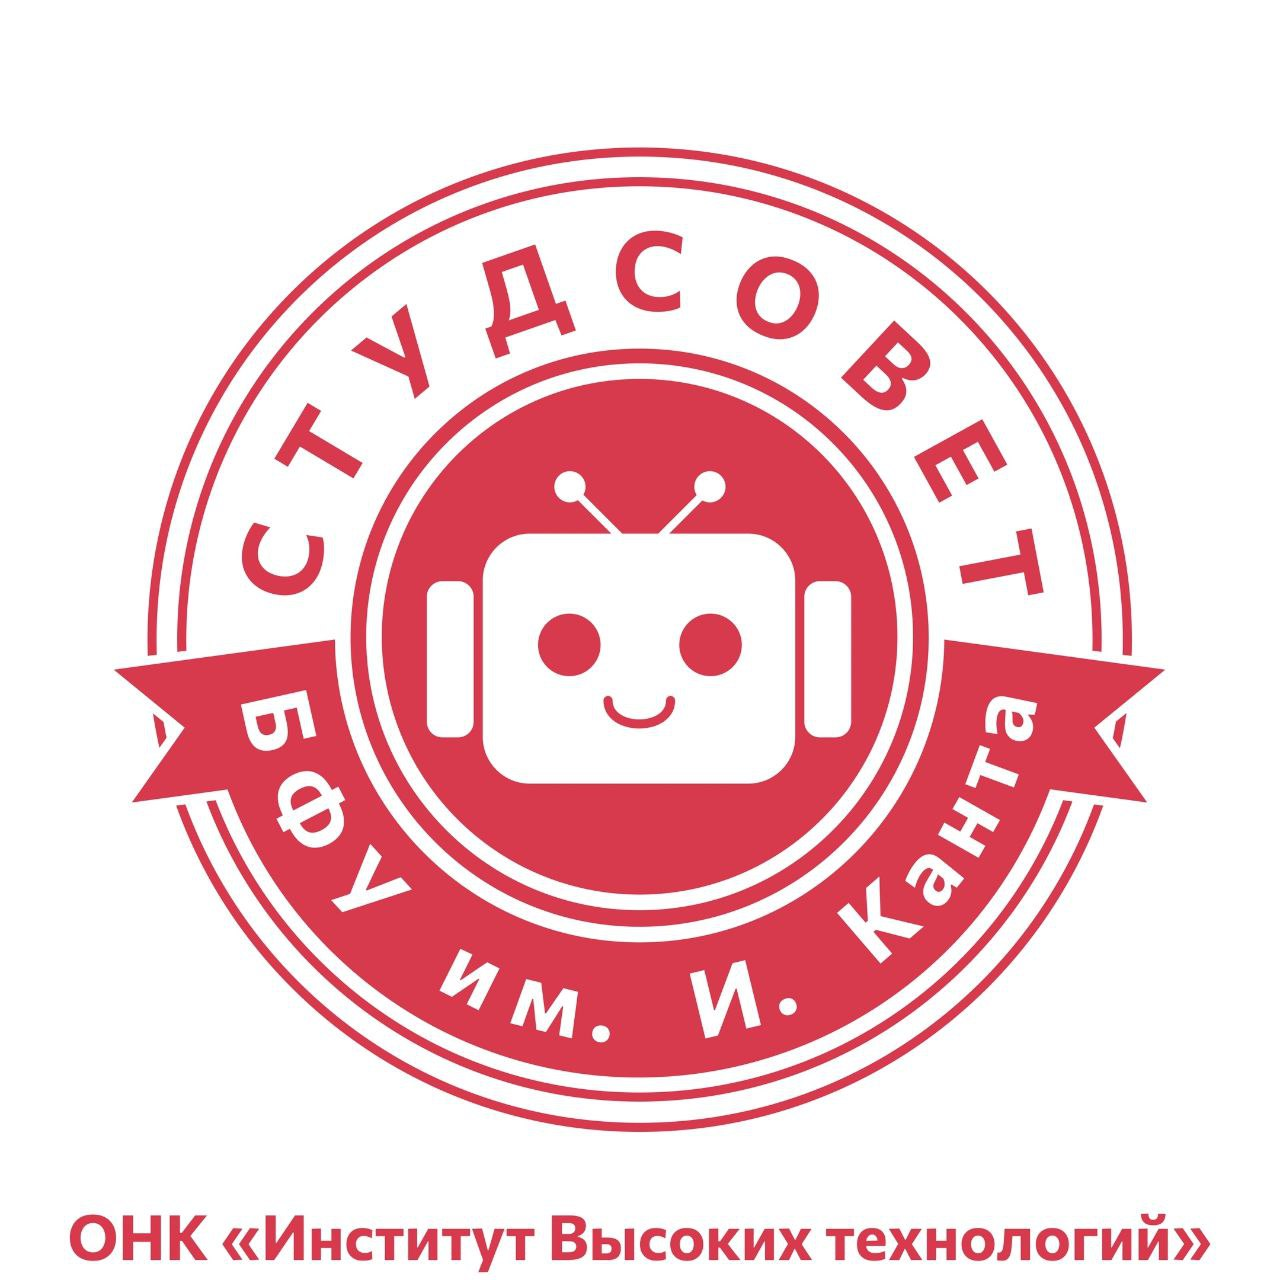 СТУДСОВЕТ
БФУ им. И. Канта
ОНК «Институт Высоких технологий»